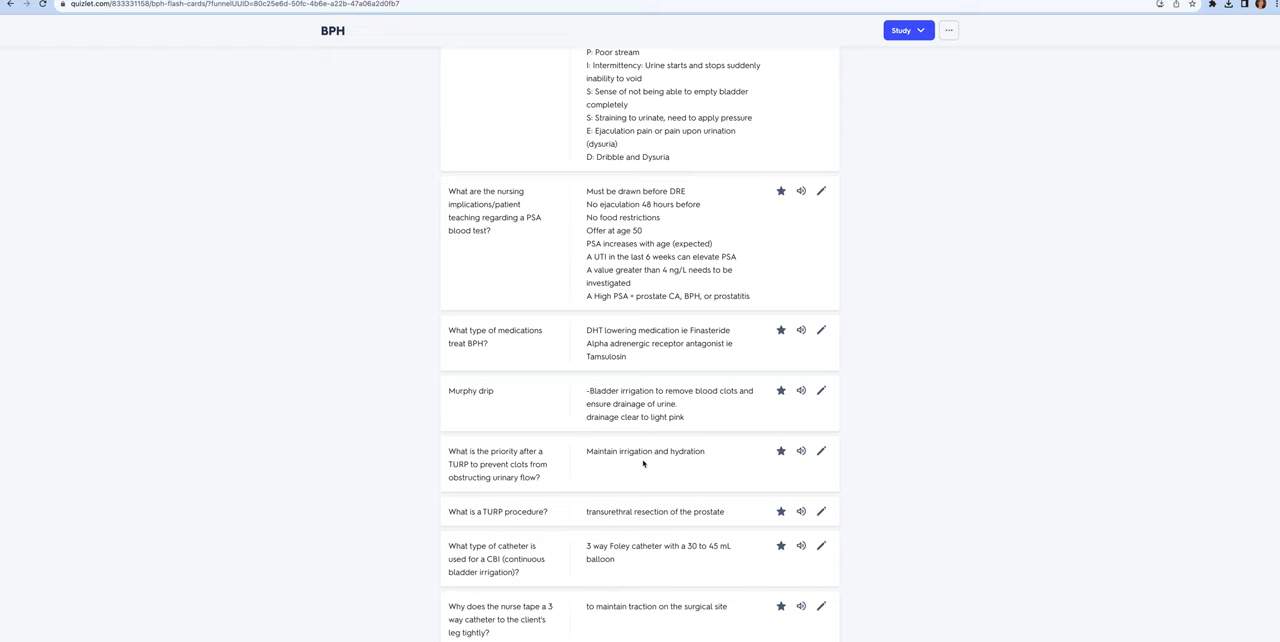 quizlet.com/833331158/bph-flash-cards/?funnelUUID=80c25e6d-50fc-4b6e-a22b-47a06a2d0fb7
BPH
Study
P: Poor stream
I: Intermittency: Urine starts and stops suddenly
inability to void
S: Sense of not being able to empty bladder
completely
S: Straining to urinate, need to apply pressure
E: Ejaculation pain or pain upon urination
(dysuria)
D: Dribble and Dysuria
What are the nursing
implications/patient
teaching regarding a PSA
blood test?
Must be drawn before DRE
No ejaculation 48 hours before
No food restrictions
Offer at age 50
PSA increases with age (expected)
A UTI in the last 6 weeks can elevate PSA
A value greater than 4 ng/L needs to be
investigated
A High PSA = prostate CA, BPH, or prostatitis
What type of medications
treat BPH?
DHT lowering medication ie Finasteride
Alpha adrenergic receptor antagonist ie
Tamsulosin
Murphy drip
-Bladder irrigation to remove blood clots and
ensure drainage of urine.
drainage clear to light pink
What is the priority after a
TURP to prevent clots from
obstructing urinary flow?
Maintain irrigation and hydration
What is a TURP procedure?
transurethral resection of the prostate
What type of catheter is
used for a CBI (continuous
bladder irrigation)?
3 way Foley catheter with a 30 to 45 mL
balloon
Why does the nurse tape a 3
way catheter to the client's
leg tightly?
to maintain traction on the surgical site